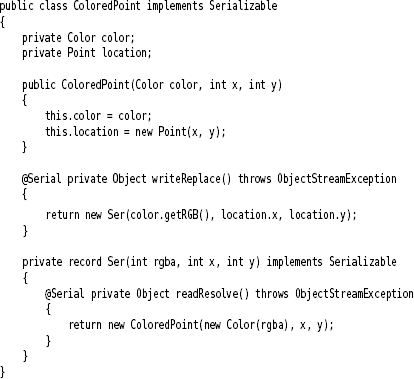 public class ColoredPoint implements Serializable
{
    private Color color;
    private Point location;

    public ColoredPoint(Color color, int x, int y)
    {
        this.color = color;
        this.location = new Point(x, y);
    }

    @Serial private Object writeReplace() throws ObjectStreamException
    {
        return new Ser(color.getRGB(), location.x, location.y);
    }

    private record Ser(int rgba, int x, int y) implements Serializable
    {
        @Serial private Object readResolve() throws ObjectStreamException
        {
            return new ColoredPoint(new Color(rgba), x, y);
        }
    }
}